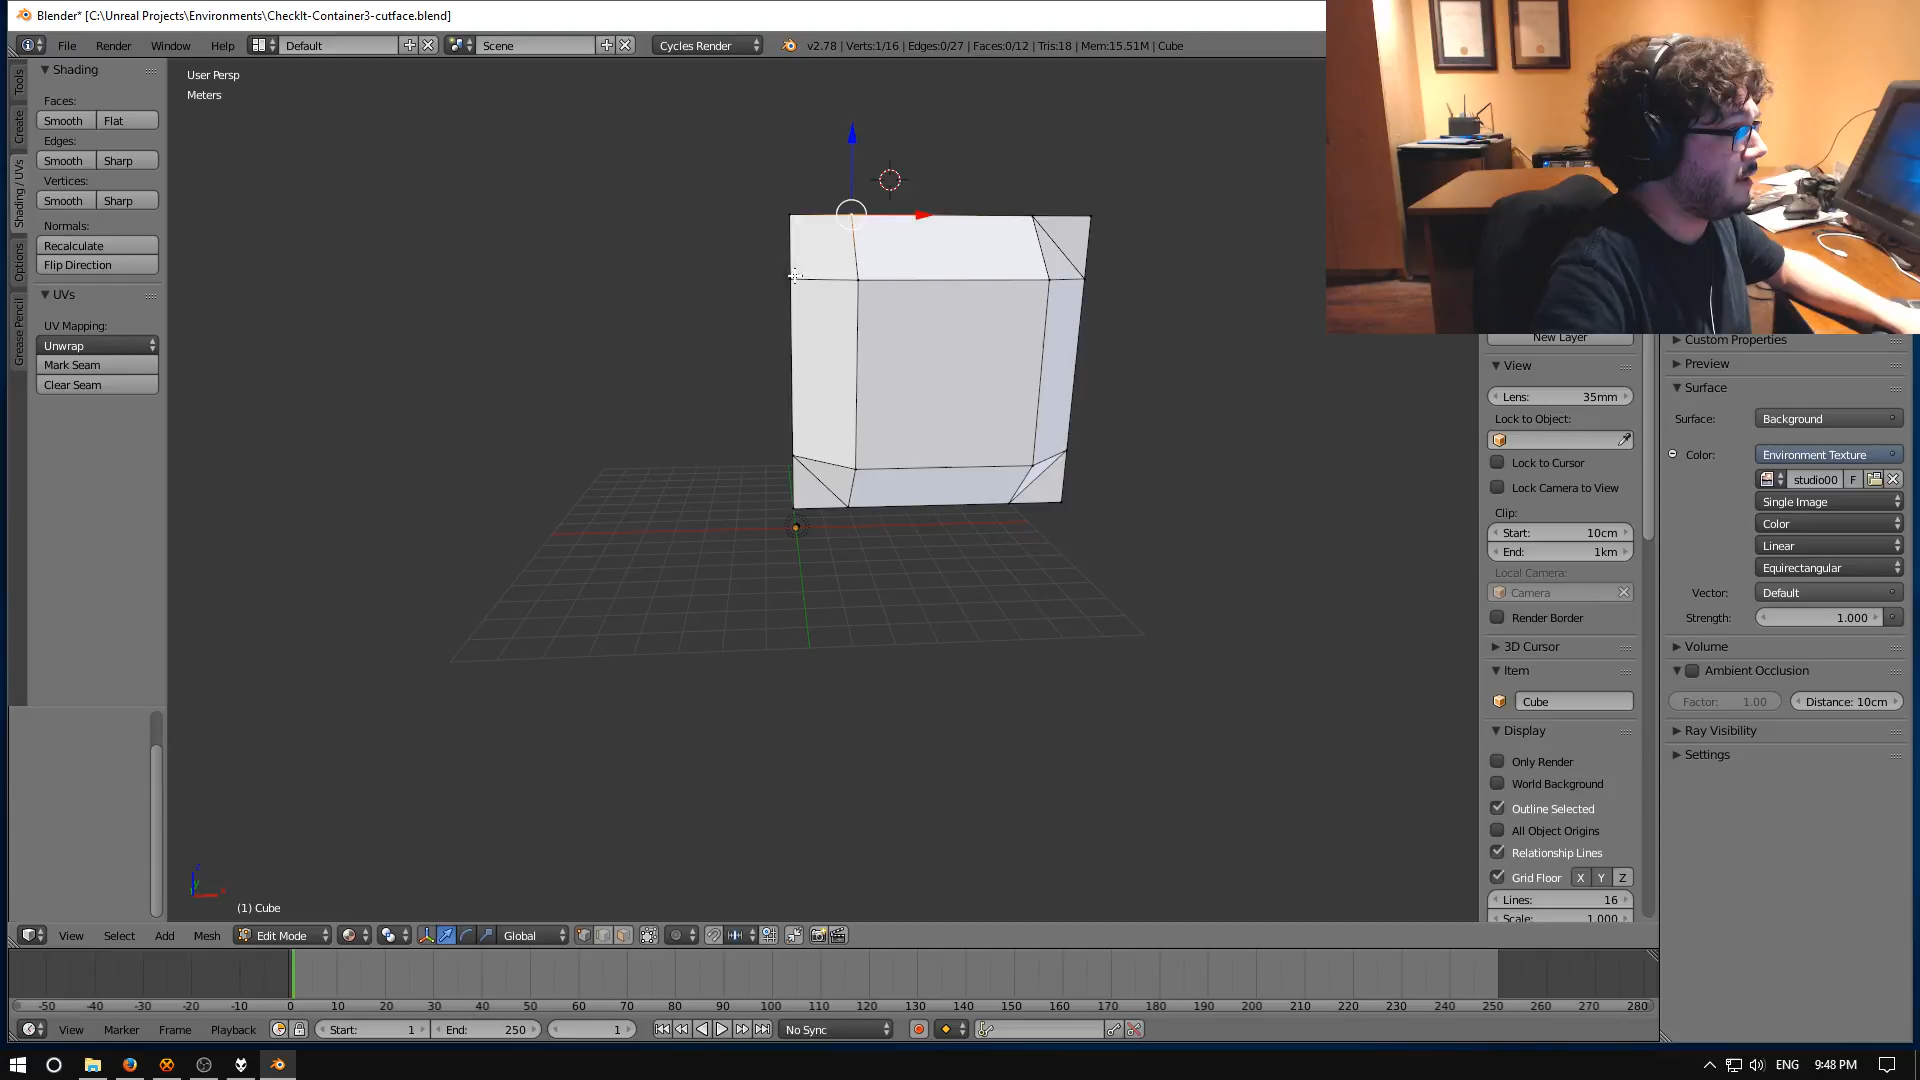 Blender* [C:\Unreal Projects\Environments\CheckIt-Container3-cutface.blend]
File Render Window Help Default Scene Cycles Render v2.78 | Verts:1/16 | Edges:0/27 | Faces:0/12 | Tris:18 | Mem:15.51M | Cube
Shading
User Persp
Meters
Faces:
Smooth Flat
Edges:
Smooth Sharp
Vertices:
Smooth Sharp
Normals:
Recalculate
Flip Direction
UVs
UV Mapping:
Unwrap
Mark Seam
Clear Seam
Tools
Create
Shading / UVs
Options
Grease Pencil
New Layer
View
Lens: 35mm
Lock to Object:
Lock to Cursor
Lock Camera to View
Clip:
Start: 10cm
End: 1km
Local Camera:
Camera
Render Border
3D Cursor
Item
Cube
Display
Only Render
World Background
Outline Selected
All Object Origins
Relationship Lines
Grid Floor X Y Z
Lines: 16
Scale: 1.000
Custom Properties
Preview
Surface
Surface: Background
Color: Environment Texture
studio00 F
Single Image
Color
Linear
Equirectangular
Vector: Default
Strength: 1.000
Volume
Ambient Occlusion
Factor: 1.00 Distance: 10cm
Ray Visibility
Settings
z
y
x
(1) Cube
View Select Add Mesh Edit Mode Global
-50 -40 -30 -20 -10 0 10 20 30 40 50 60 70 80 90 100 110 120 130 140 150 160 170 180 190 200 210 220 230 240 250 260 270 280
View Marker Frame Playback Start: 1 End: 250 1 No Sync
ENG 9:48 PM